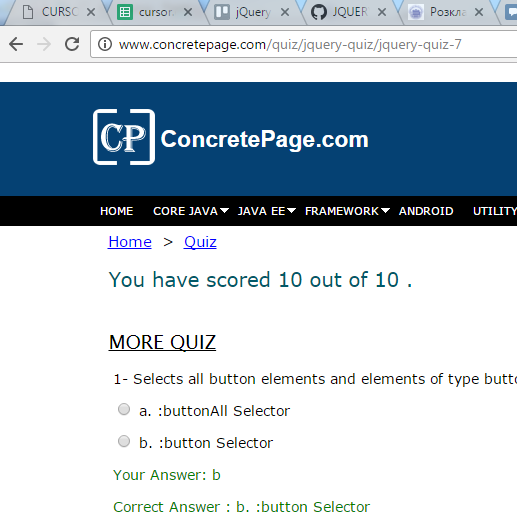 CURSO cursor. jQuery JQUER Розкла
www.concretepage.com/quiz/jquery-quiz/jquery-quiz-7
CP ConcretePage.com
HOME CORE JAVA JAVA EE FRAMEWORK ANDROID UTILITY
Home > Quiz
You have scored 10 out of 10 .
MORE QUIZ
1- Selects all button elements and elements of type butto
a. :buttonAll Selector
b. :button Selector
Your Answer: b
Correct Answer : b. :button Selector